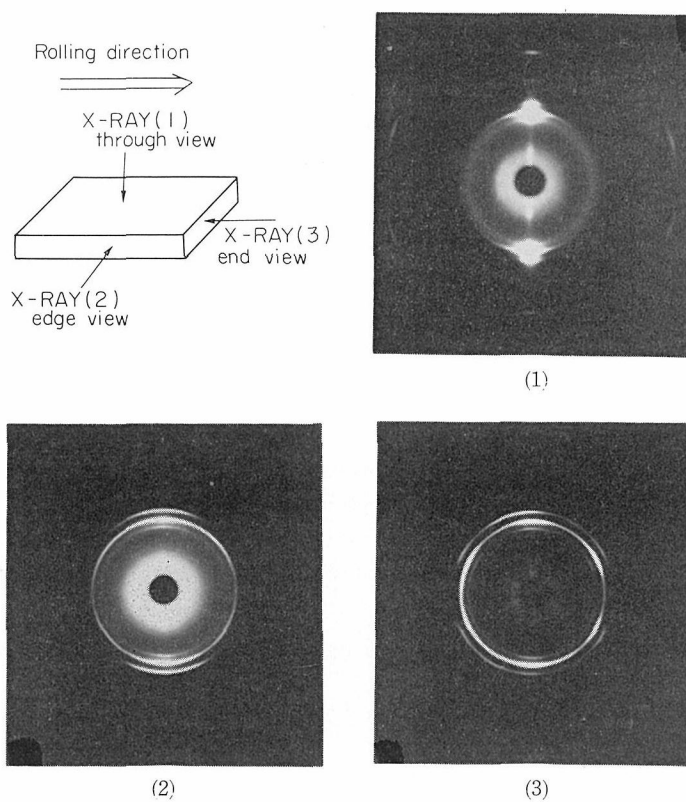 Rolling direction
X-RAY(1)
through view
X-RAY(3)
end view
X-RAY(2)
edge view
(1)
(2)
(3)